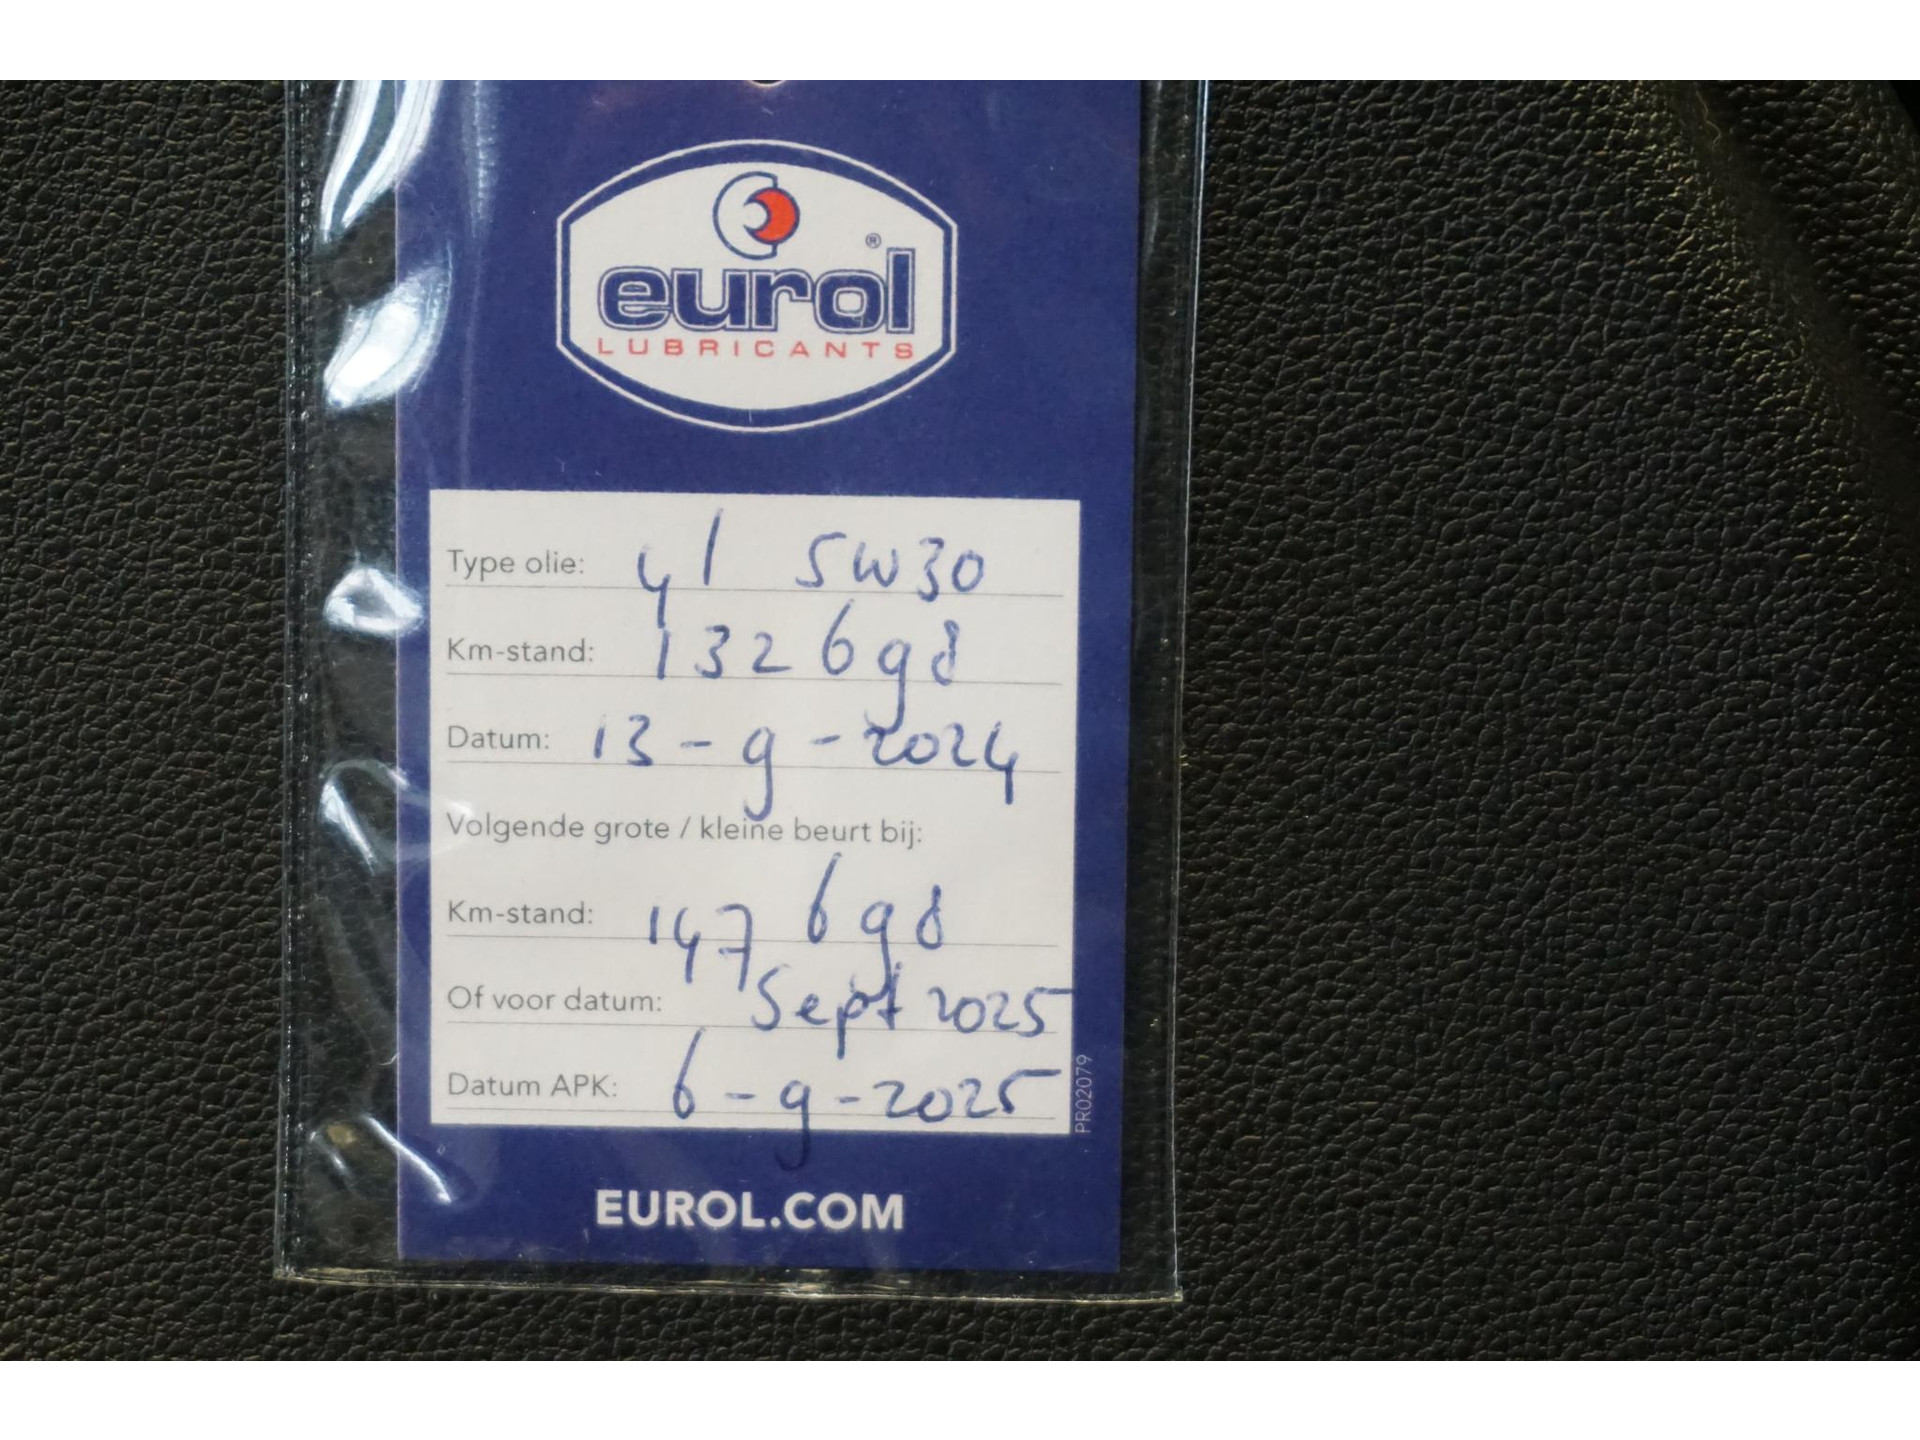 eurol®
LUBRICANTS
Type olie: 4 l 5W30
Km-stand: 132698
Datum: 13-9-2024
Volgende grote / kleine beurt bij:
Km-stand: 147698
Of voor datum: Sept 2025
Datum APK: 6-9-2025
PR02079
EUROL.COM